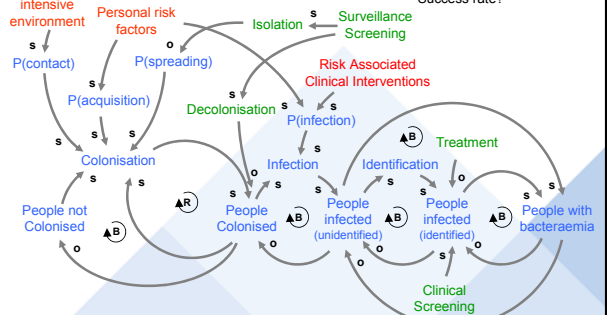 Success rate?
intensive
environment
Personal risk
factors
Isolation
s
Surveillance
Screening
s
o
P(contact)
P(spreading)
Risk Associated
Clinical Interventions
s
P(acquisition)
s
Decolonisation
s
s
P(infection)
s
s
s
s
B
Treatment
Colonisation
Infection
Identification
s
s
o
s
s
s
s
o
s
s
People not
Colonised
R
People
Colonised
B
People
infected
(unidentified)
B
People
infected
(identified)
B
People with
bacteraemia
B
o
o
o
s
o
o
Clinical
Screening